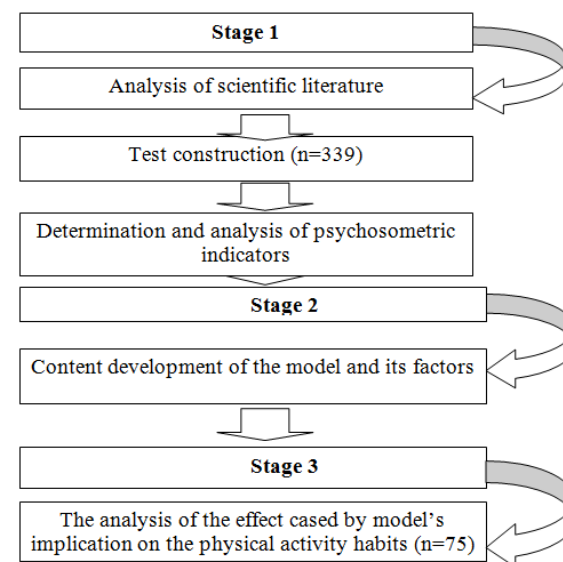 Stage 1
Analysis of scientific literature
Test construction (n=339)
Determination and analysis of psychosometric
indicators
Stage 2
Content development of the model and its factors
Stage 3
The analysis of the effect cased by model's
implication on the physical activity habits (n=75)